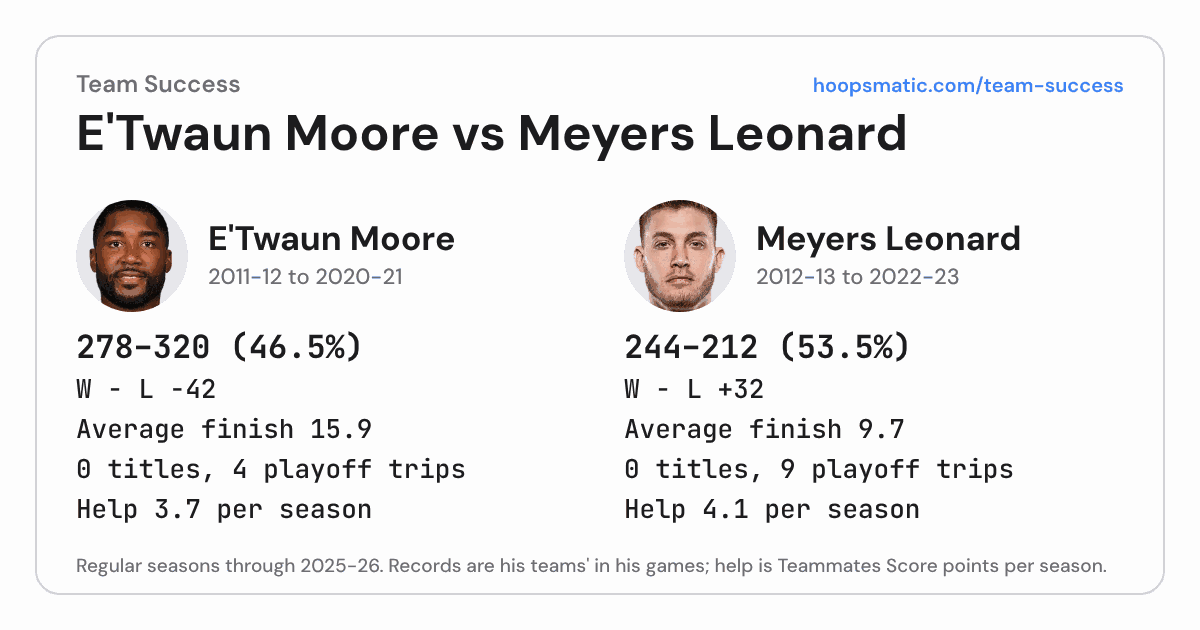 Team Success
hoopsmatic.com/team-success
E'Twaun Moore vs Meyers Leonard
E'Twaun Moore
2011-12 to 2020-21
278-320 (46.5%)
W - L -42
Average finish 15.9
0 titles, 4 playoff trips
Help 3.7 per season
Meyers Leonard
2012-13 to 2022-23
244-212 (53.5%)
W - L +32
Average finish 9.7
0 titles, 9 playoff trips
Help 4.1 per season
Regular seasons through 2025-26. Records are his teams' in his games; help is Teammates Score points per season.